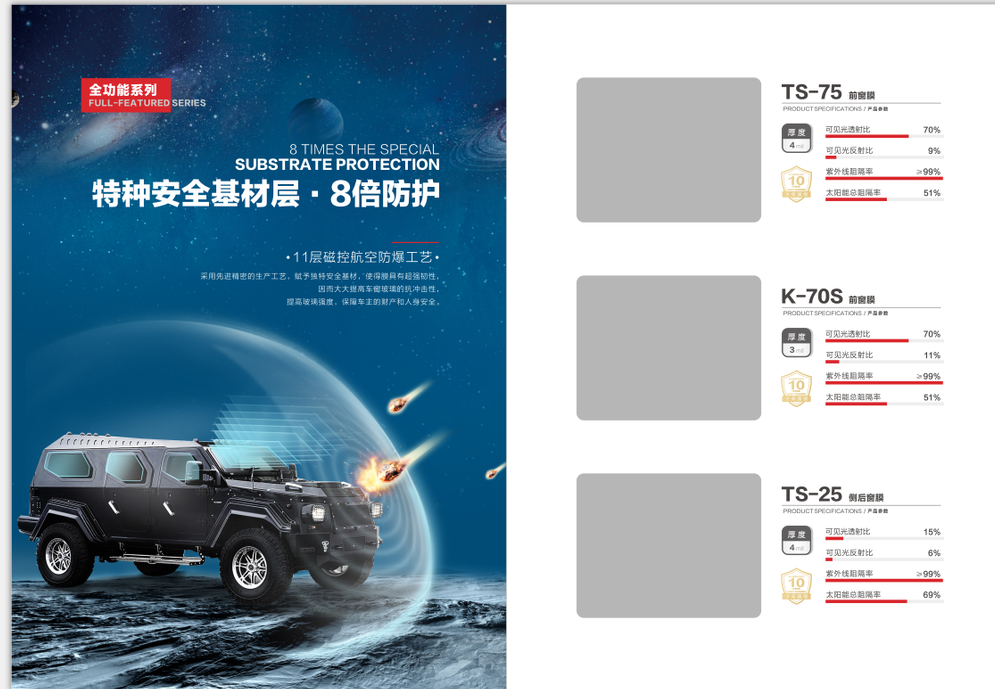 全功能系列
FULL-FEATURED SERIES
8 TIMES THE SPECIAL
SUBSTRATE PROTECTION
特种安全基材层·8倍防护
•11层磁控航空防爆工艺•
采用先进精密的生产工艺，赋予独特安全基材，使得膜具有超强韧性，
因而大大提高车窗玻璃的抗冲击性，
提高玻璃强度，保障车主的财产和人身安全。
TS-75 前窗膜
PRODUCT SPECIFICATIONS / 产品参数
厚度
4 mil
10
可见光透射比 70%
可见光反射比 9%
紫外线阻隔率 ≥99%
太阳能总阻隔率 51%
K-70S 前窗膜
PRODUCT SPECIFICATIONS / 产品参数
厚度
3 mil
10
可见光透射比 70%
可见光反射比 11%
紫外线阻隔率 ≥99%
太阳能总阻隔率 51%
TS-25 侧后窗膜
PRODUCT SPECIFICATIONS / 产品参数
厚度
4 mil
10
可见光透射比 15%
可见光反射比 6%
紫外线阻隔率 ≥99%
太阳能总阻隔率 69%